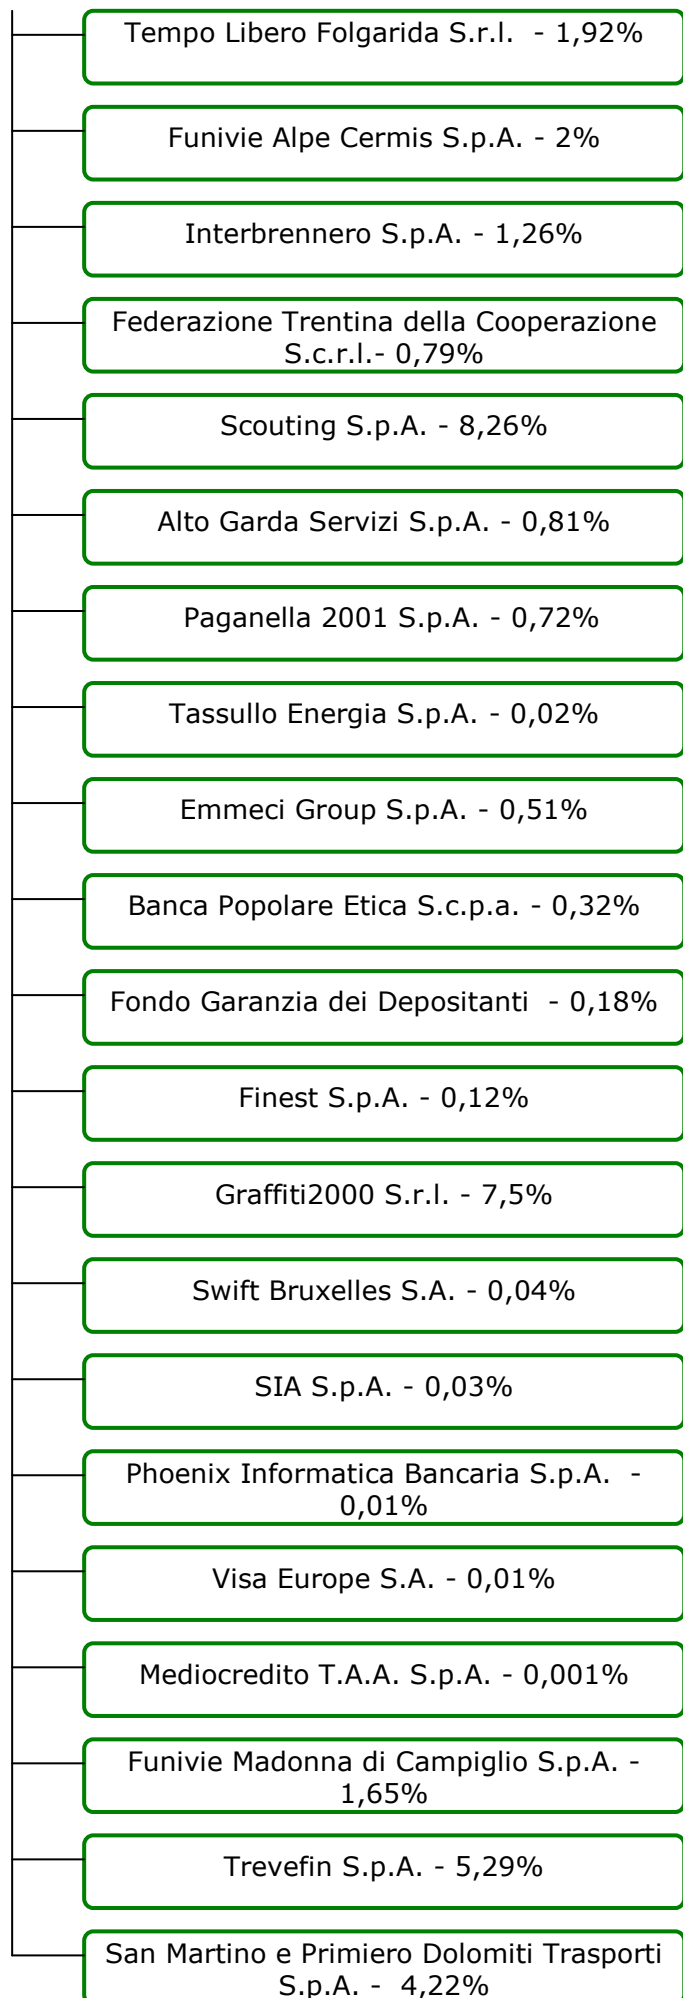 Tempo Libero Folgarida S.r.l.  - 1,92%
Funivie Alpe Cermis S.p.A. - 2%
Interbrennero S.p.A. - 1,26%
Federazione Trentina della Cooperazione
S.c.r.l.- 0,79%
Scouting S.p.A. - 8,26%
Alto Garda Servizi S.p.A. - 0,81%
Paganella 2001 S.p.A. - 0,72%
Tassullo Energia S.p.A. - 0,02%
Emmeci Group S.p.A. - 0,51%
Banca Popolare Etica S.c.p.a. - 0,32%
Fondo Garanzia dei Depositanti  - 0,18%
Finest S.p.A. - 0,12%
Graffiti2000 S.r.l. - 7,5%
Swift Bruxelles S.A. - 0,04%
SIA S.p.A. - 0,03%
Phoenix Informatica Bancaria S.p.A.  -
0,01%
Visa Europe S.A. - 0,01%
Mediocredito T.A.A. S.p.A. - 0,001%
Funivie Madonna di Campiglio S.p.A. -
1,65%
Trevefin S.p.A. - 5,29%
San Martino e Primiero Dolomiti Trasporti
S.p.A. -  4,22%